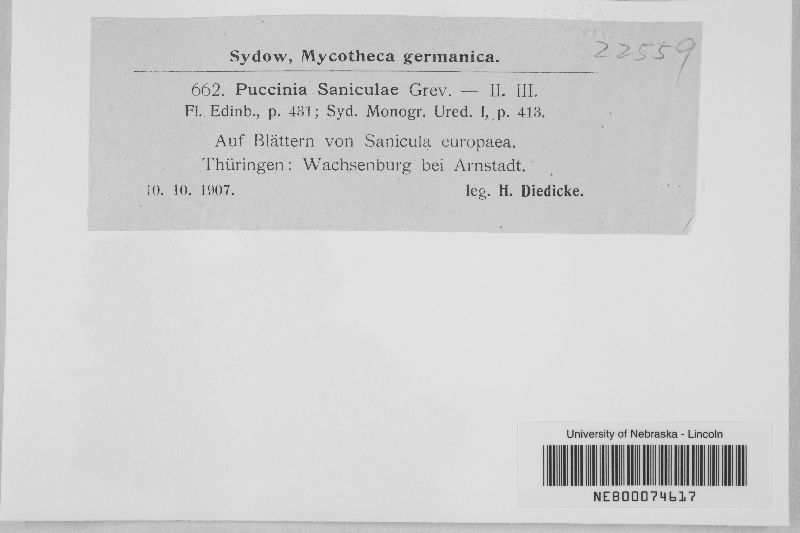 Sydow, Mycotheca germanica.
22559
662. Puccinia Saniculae Grev. — II. III.
Fl. Edinb., p. 431; Syd. Monogr. Ured. I, p. 413.
Auf Blättern von Sanicula europaea.
Thüringen: Wachsenburg bei Arnstadt.
10. 10. 1907. leg. H. Diedicke.
University of Nebraska - Lincoln
NEB00074617